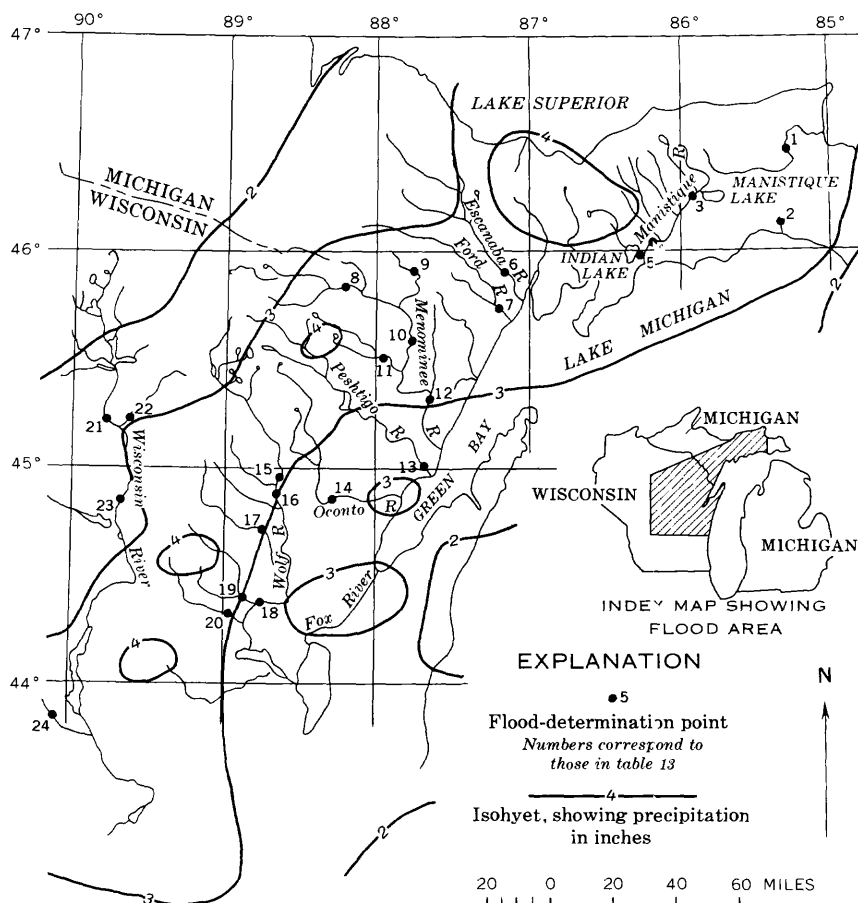 90° 89° 88° 87° 86° 85°
47°
LAKE SUPERIOR
4
1
MICHIGAN
WISCONSIN
2
Manistique R
MANISTIQUE
LAKE
3
2
Escanaba R
Ford R
46°
INDIAN
LAKE
5
6
9
8
7
2
3
4
10
Menominee R
11
LAKE MICHIGAN
Peshtigo R
12
3
21
22
Wisconsin River
45°
15
13
GREEN BAY
3
14
16
Oconto R
23
17
Wolf R
2
4
3
19
18
20
Fox River
4
44°
24
2
3
MICHIGAN
WISCONSIN
MICHIGAN
INDEX MAP SHOWING
FLOOD AREA
EXPLANATION
N
5
Flood-determination point
Numbers correspond to
those in table 13
4
Isohyet, showing precipitation
in inches
20 0 20 40 60 MILES